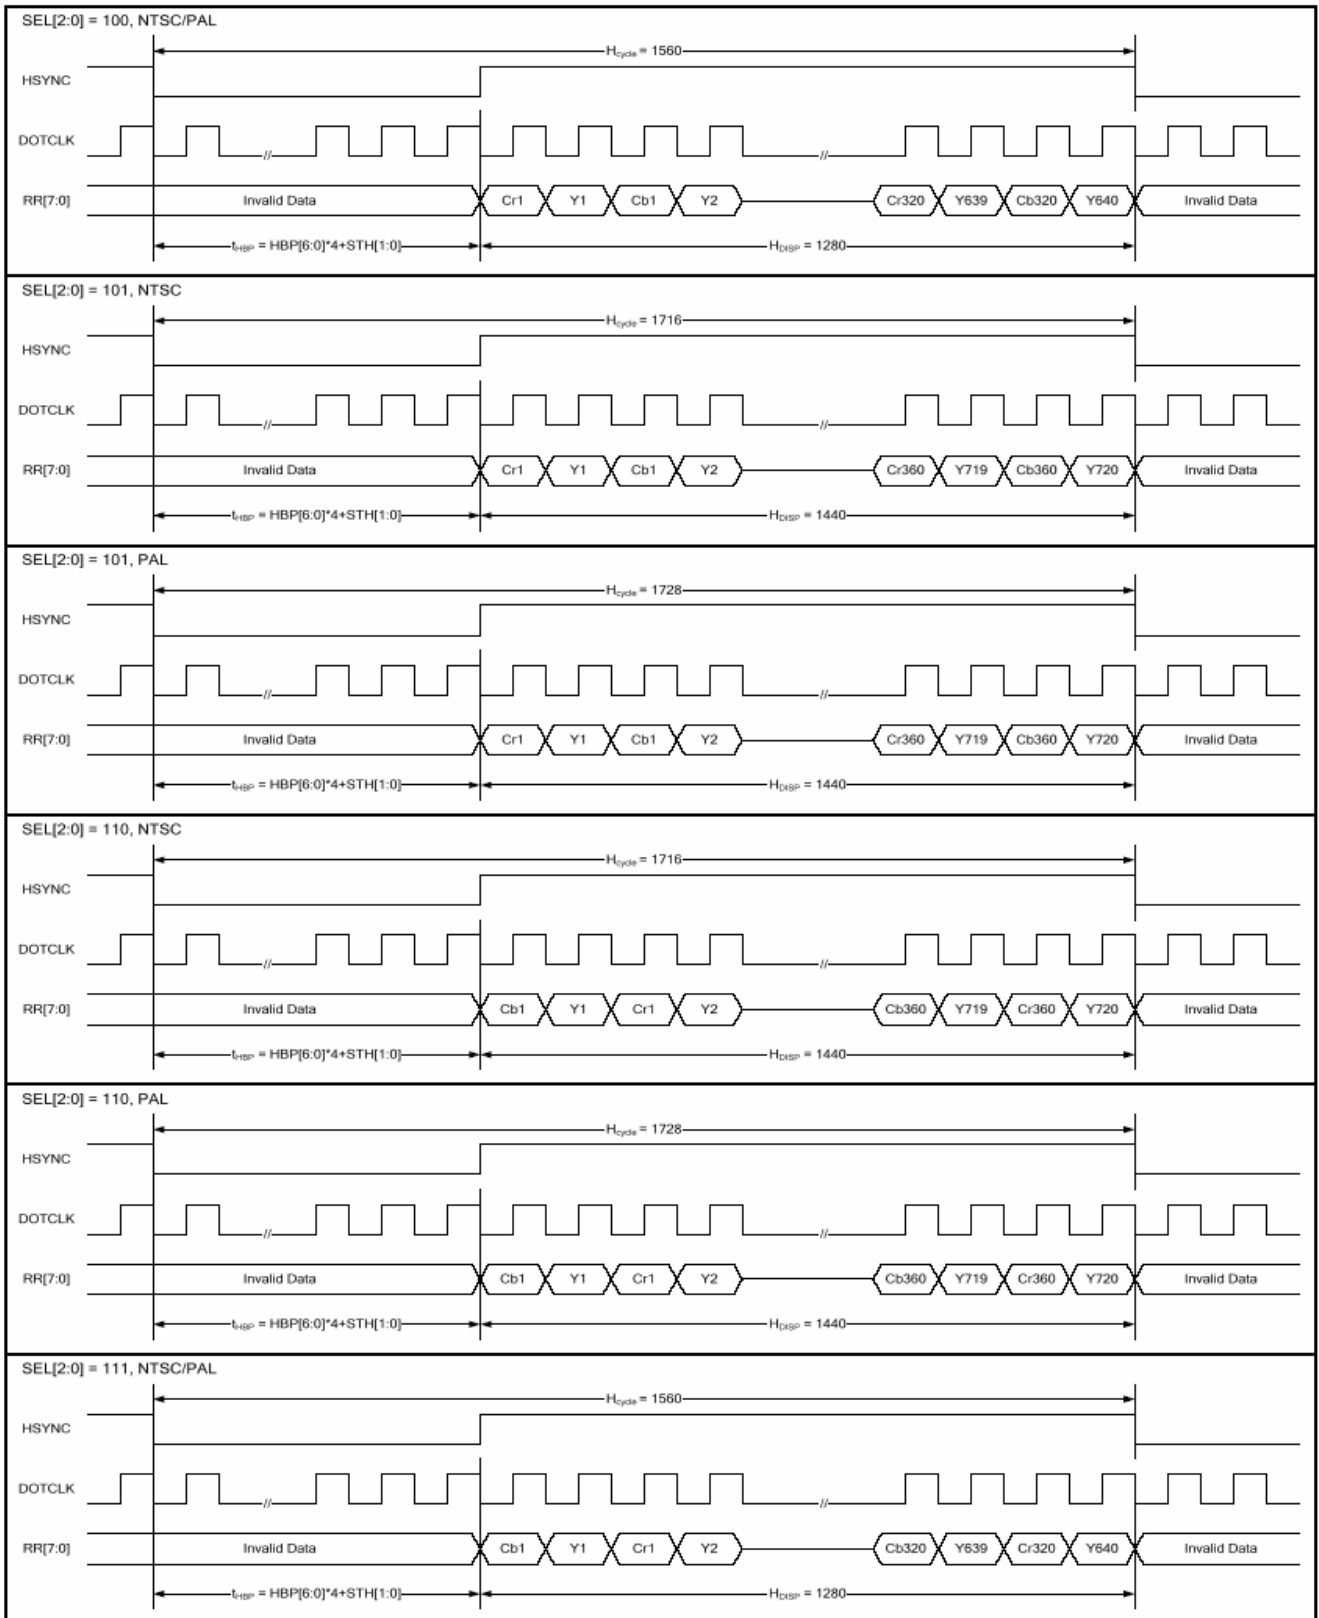 SEL[2:0] = 100, NTSC/PAL
Hcycle = 1560
HSYNC
DOTCLK
// //
RR[7:0] Invalid Data Cr1 Y1 Cb1 Y2 Cr320 Y639 Cb320 Y640 Invalid Data
tHBP = HBP[6:0]*4+STH[1:0] HDISP = 1280
SEL[2:0] = 101, NTSC
Hcycle = 1716
HSYNC
DOTCLK
// //
RR[7:0] Invalid Data Cr1 Y1 Cb1 Y2 Cr360 Y719 Cb360 Y720 Invalid Data
tHBP = HBP[6:0]*4+STH[1:0] HDISP = 1440
SEL[2:0] = 101, PAL
Hcycle = 1728
HSYNC
DOTCLK
// //
RR[7:0] Invalid Data Cr1 Y1 Cb1 Y2 Cr360 Y719 Cb360 Y720 Invalid Data
tHBP = HBP[6:0]*4+STH[1:0] HDISP = 1440
SEL[2:0] = 110, NTSC
Hcycle = 1716
HSYNC
DOTCLK
// //
RR[7:0] Invalid Data Cb1 Y1 Cr1 Y2 Cb360 Y719 Cr360 Y720 Invalid Data
tHBP = HBP[6:0]*4+STH[1:0] HDISP = 1440
SEL[2:0] = 110, PAL
Hcycle = 1728
HSYNC
DOTCLK
// //
RR[7:0] Invalid Data Cb1 Y1 Cr1 Y2 Cb360 Y719 Cr360 Y720 Invalid Data
tHBP = HBP[6:0]*4+STH[1:0] HDISP = 1440
SEL[2:0] = 111, NTSC/PAL
Hcycle = 1560
HSYNC
DOTCLK
// //
RR[7:0] Invalid Data Cb1 Y1 Cr1 Y2 Cb320 Y639 Cr320 Y640 Invalid Data
tHBP = HBP[6:0]*4+STH[1:0] HDISP = 1280